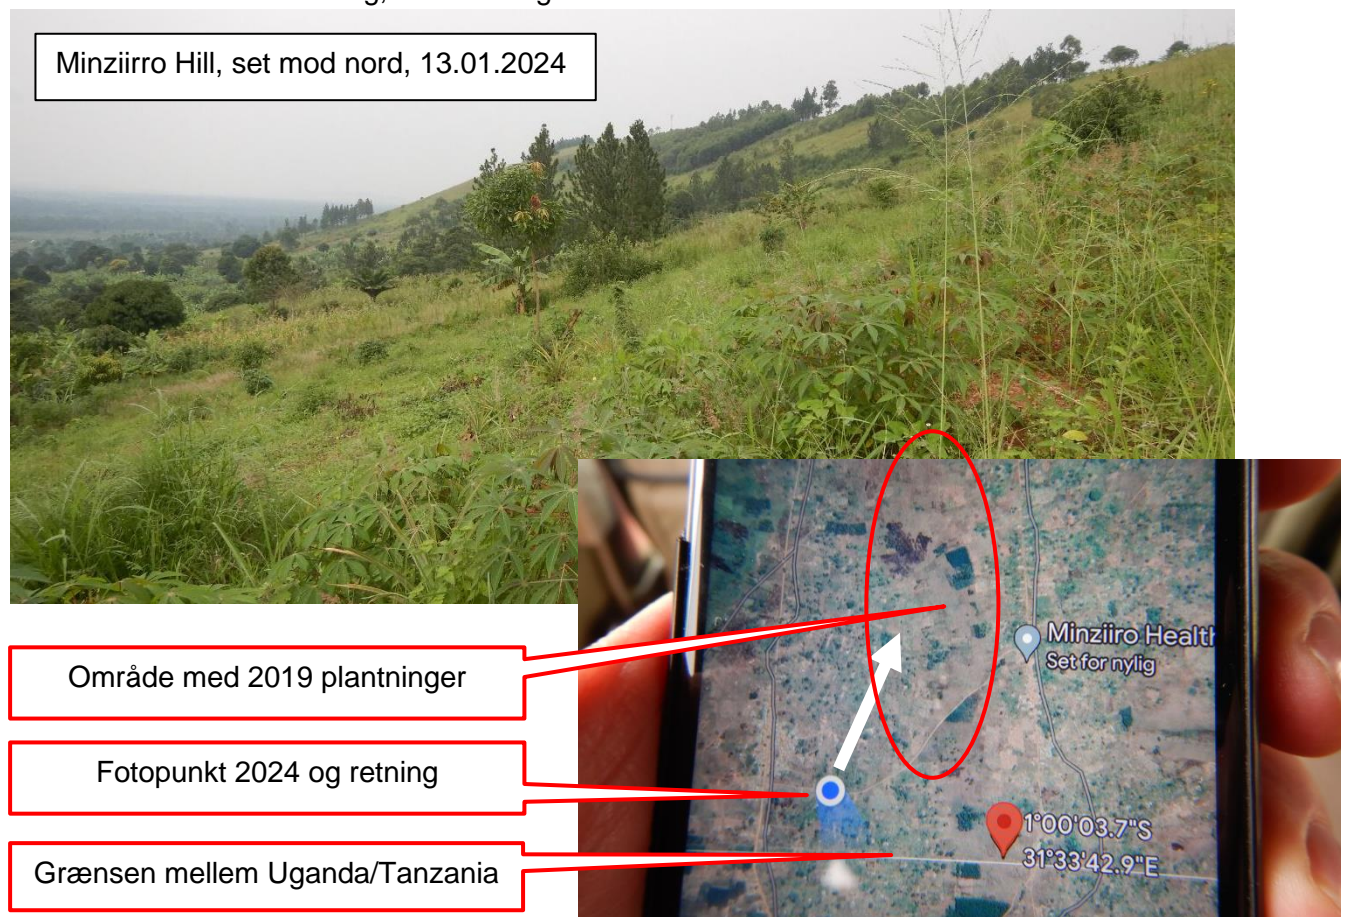 Minziirro Hill, set mod nord, 13.01.2024
Område med 2019 plantninger
Minziiro Healt
Set for nylig
Fotopunkt 2024 og retning
1°00'03.7"S
31°33'42.9"E
Grænsen mellem Uganda/Tanzania